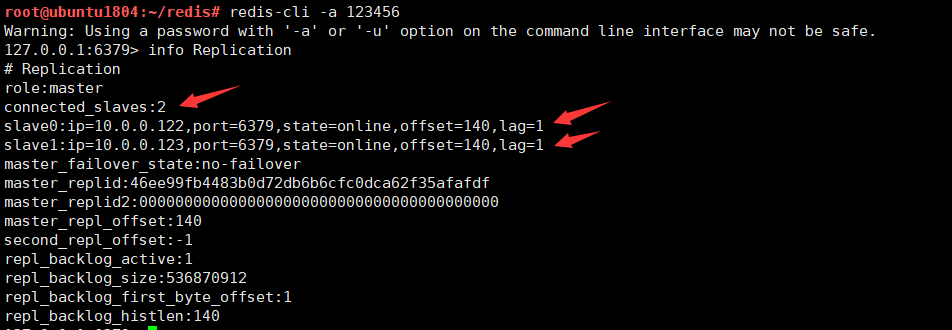 root@ubuntu1804:~/redis# redis-cli -a 123456
Warning: Using a password with '-a' or '-u' option on the command line interface may not be safe.
127.0.0.1:6379> info Replication
# Replication
role:master
connected_slaves:2
slave0:ip=10.0.0.122,port=6379,state=online,offset=140,lag=1
slave1:ip=10.0.0.123,port=6379,state=online,offset=140,lag=1
master_failover_state:no-failover
master_replid:46ee99fb4483b0d72db6b6cfc0dca62f35afafdf
master_replid2:0000000000000000000000000000000000000000
master_repl_offset:140
second_repl_offset:-1
repl_backlog_active:1
repl_backlog_size:536870912
repl_backlog_first_byte_offset:1
repl_backlog_histlen:140